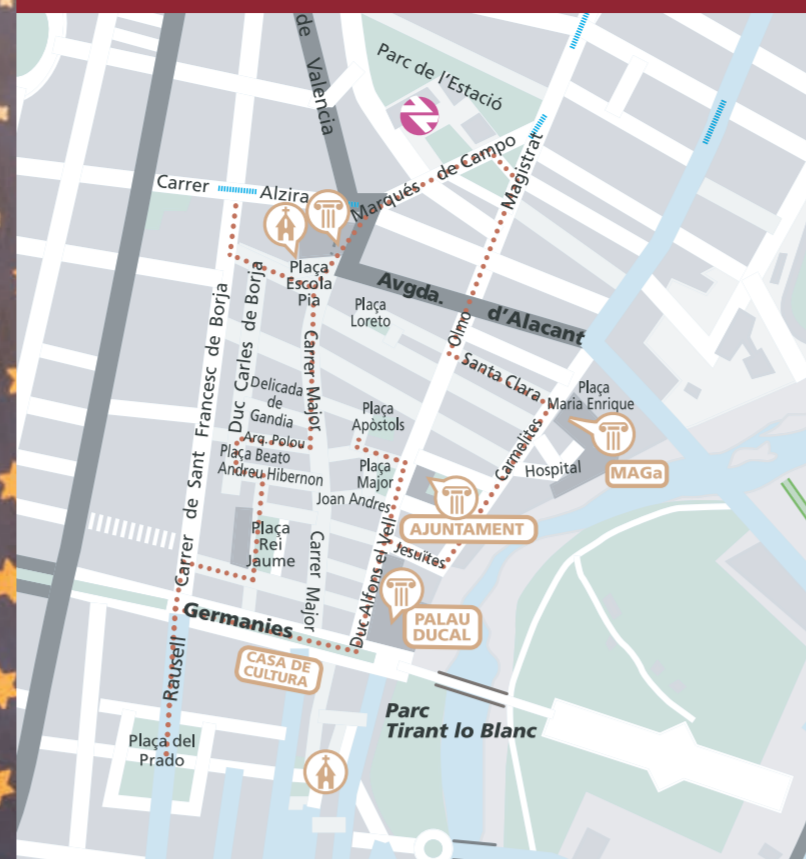 de Valencia
Parc de l'Estació
Carrer Alzira
Marqués de Campo
Magistrat
Plaça
Escola
Pia
Avgda. d'Alacant
Plaça
Loreto
Olmo
Santa Clara
Plaça
Maria Enrique
Carrer de Sant Francesc de Borja
Duc Carles de Borja
Carrer Major
Delicada
de
Gandia
Arq. Polou
Plaça Beato
Andreu Hibernon
Plaça
Apòstols
Plaça
Major
Joan Andres
Carmolites
Hospital
MAGa
AJUNTAMENT
Jesuïtes
Plaça
Rei
Jaume
Carrer Major
Duc Alfons el Vell
PALAU
DUCAL
Germanies
CASA DE
CULTURA
Rausell
Parc
Tirant lo Blanc
Plaça del
Prado